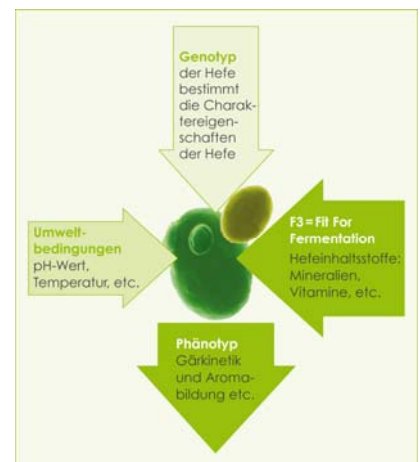 Genotyp
der Hefe
bestimmt
die Charak-
tereigen-
schaften
der Hefe
Umwelt-
bedingungen
pH-Wert,
Temperatur, etc.
F3=Fit For
Fermentation
Hefeinhaltsstoffe:
Mineralien,
Vitamine, etc.
Phänotyp
Gärkinetik
und Aroma-
bildung etc.